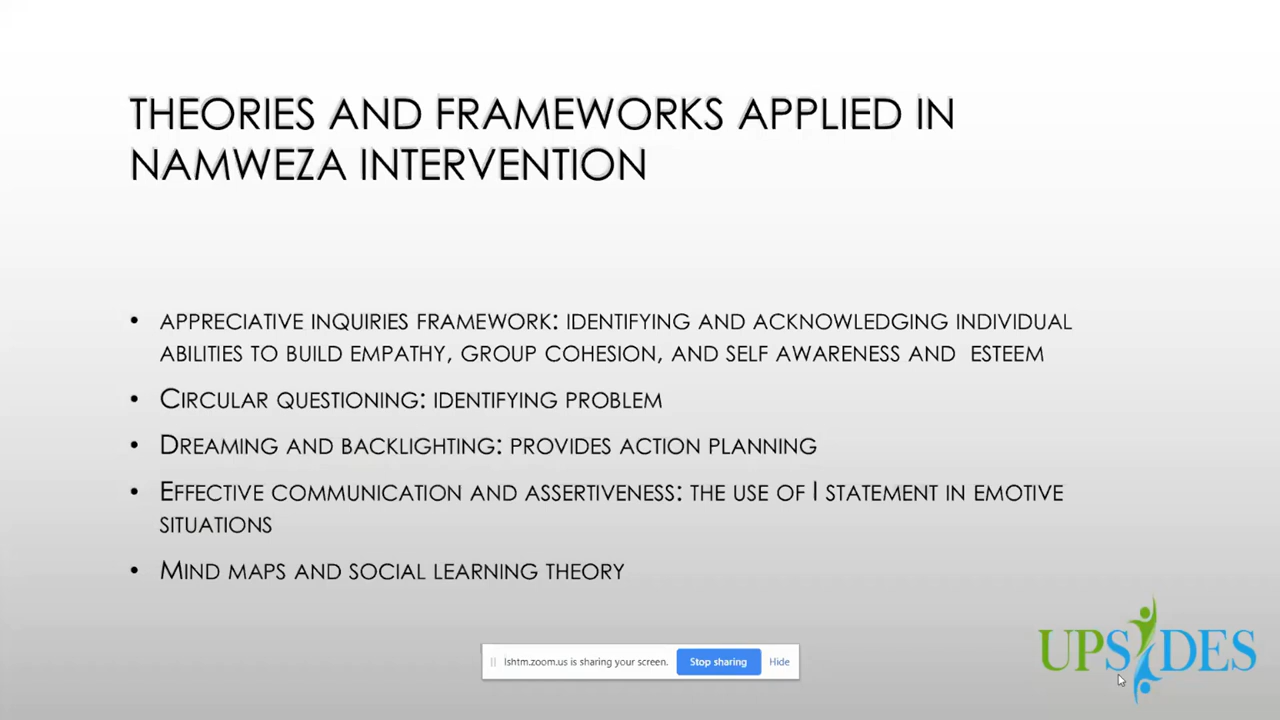 THEORIES AND FRAMEWORKS APPLIED IN
NAMWEZA INTERVENTION
• APPRECIATIVE INQUIRIES FRAMEWORK: IDENTIFYING AND ACKNOWLEDGING INDIVIDUAL
ABILITIES TO BUILD EMPATHY, GROUP COHESION, AND SELF AWARENESS AND ESTEEM
• CIRCULAR QUESTIONING: IDENTIFYING PROBLEM
• DREAMING AND BACKLIGHTING: PROVIDES ACTION PLANNING
• EFFECTIVE COMMUNICATION AND ASSERTIVENESS: THE USE OF I STATEMENT IN EMOTIVE
SITUATIONS
• MIND MAPS AND SOCIAL LEARNING THEORY
UPSIDES
lshtm.zoom.us is sharing your screen. Stop sharing Hide